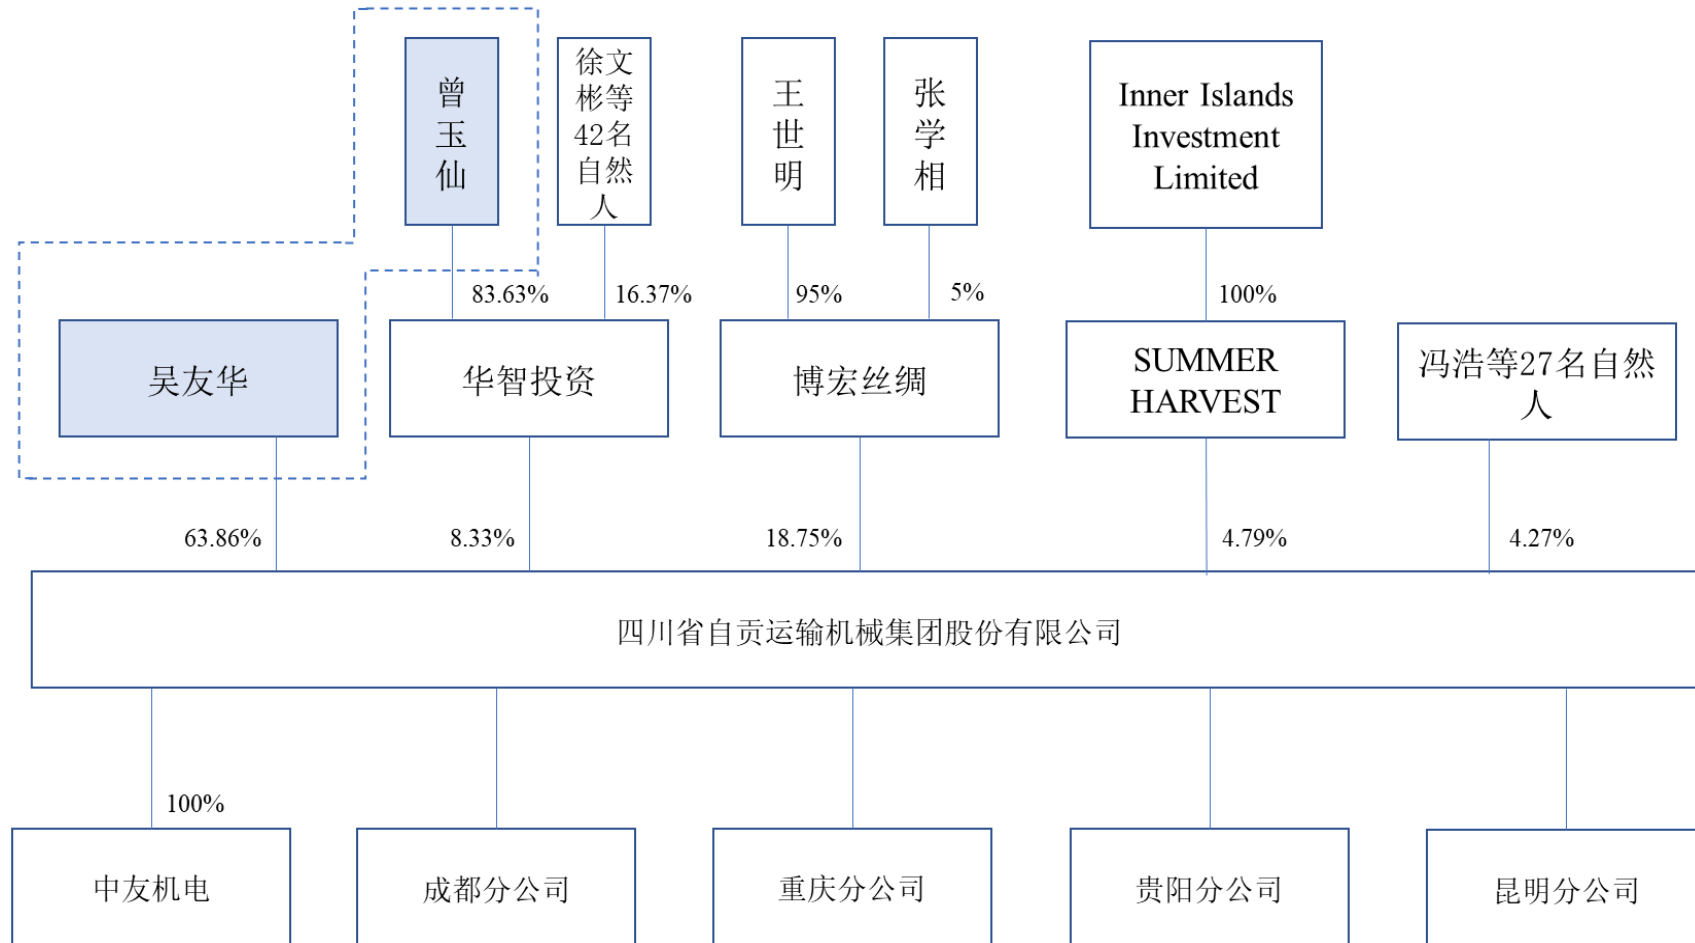 曾
玉
仙
徐文
彬等
42名
自然
人
王
世
明
张
学
相
Inner Islands
Investment
Limited
83.63%
16.37%
95%
5%
100%
吴友华
华智投资
博宏丝绸
SUMMER
HARVEST
冯浩等27名自然
人
63.86%
8.33%
18.75%
4.79%
4.27%
四川省自贡运输机械集团股份有限公司
100%
中友机电
成都分公司
重庆分公司
贵阳分公司
昆明分公司